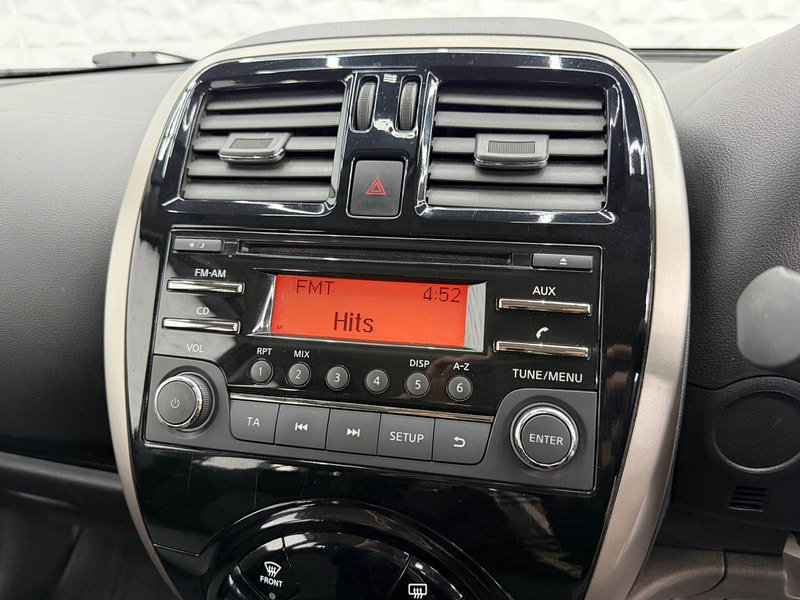 FM·AM
CD
VOL
FMT 4:52
Hits
AF
AUX
RPT MIX DISP A-Z
1 2 3 4 5 6
TUNE/MENU
TA SETUP ENTER
FRONT